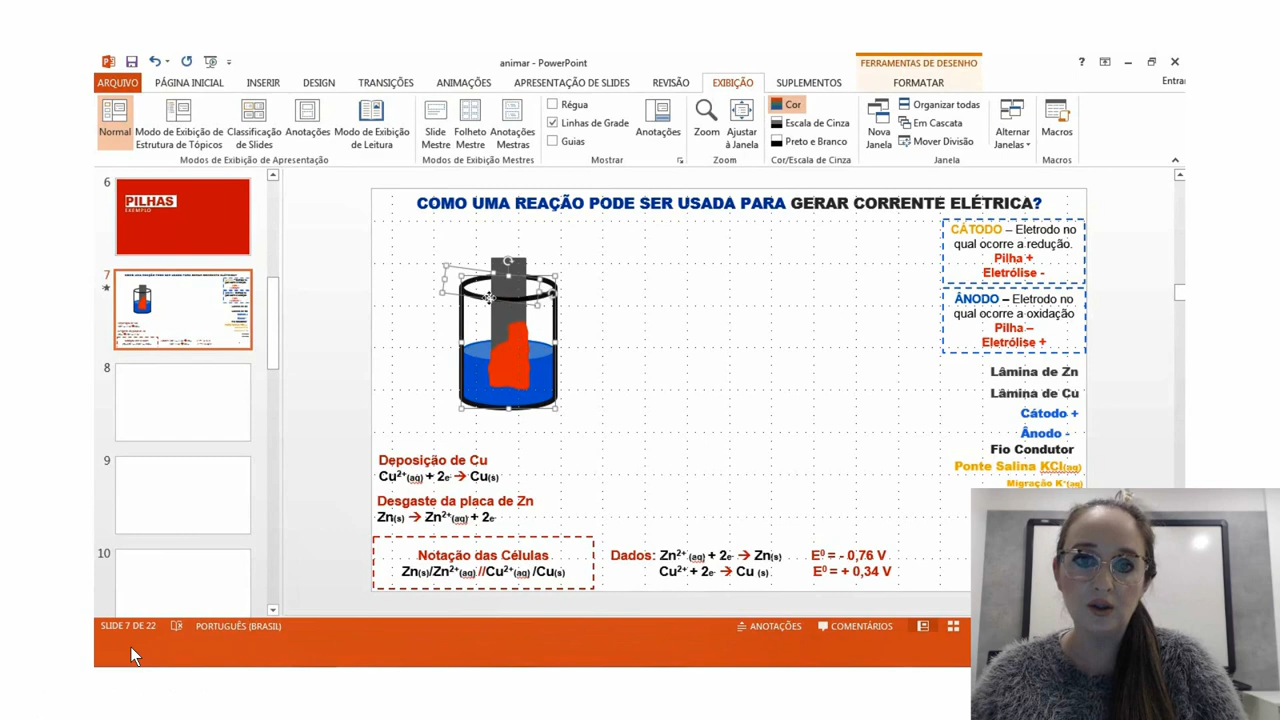 animar - PowerPoint
FERRAMENTAS DE DESENHO
?
ARQUIVO
PÁGINA INICIAL
INSERIR
DESIGN
TRANSIÇÕES
ANIMAÇÕES
APRESENTAÇÃO DE SLIDES
REVISÃO
EXIBIÇÃO
SUPLEMENTOS
FORMATAR
Entrar
Normal
Modo de Exibição de
Estrutura de Tópicos
Classificação
de Slides
Anotações
Modo de Exibição
de Leitura
Modos de Exibição de Apresentação
Slide
Mestre
Folheto
Mestre
Anotações
Mestras
Modos de Exibição Mestres
Régua
Linhas de Grade
Guias
Mostrar
Anotações
Zoom
Ajustar
à Janela
Zoom
Cor
Escala de Cinza
Preto e Branco
Cor/Escala de Cinza
Nova
Janela
Organizar todas
Em Cascata
Mover Divisão
Janela
Alternar
Janelas
Macros
Macros
6
PILHAS
EXEMPLO
7
8
9
10
COMO UMA REAÇÃO PODE SER USADA PARA GERAR CORRENTE ELÉTRICA?
CÁTODO – Eletrodo no
qual ocorre a redução.
Pilha +
Eletrólise -
ÂNODO – Eletrodo no
qual ocorre a oxidação
Pilha –
Eletrólise +
Lâmina de Zn
Lâmina de Cu
Cátodo +
Ânodo -
Fio Condutor
Ponte Salina KCl(aq)
Migração K⁺(aq)
Deposição de Cu
Cu²⁺(aq) + 2e- → Cu(s)
Desgaste da placa de Zn
Zn(s) → Zn²⁺(aq) + 2e-
Notação das Células
Zn(s)/Zn²⁺(aq) //Cu²⁺(aq) /Cu(s)
Dados: Zn²⁺ (aq) + 2e- → Zn(s) E⁰ = - 0,76 V
Cu²⁺ + 2e- → Cu (s) E⁰ = + 0,34 V
SLIDE 7 DE 22
PORTUGUÊS (BRASIL)
ANOTAÇÕES
COMENTÁRIOS